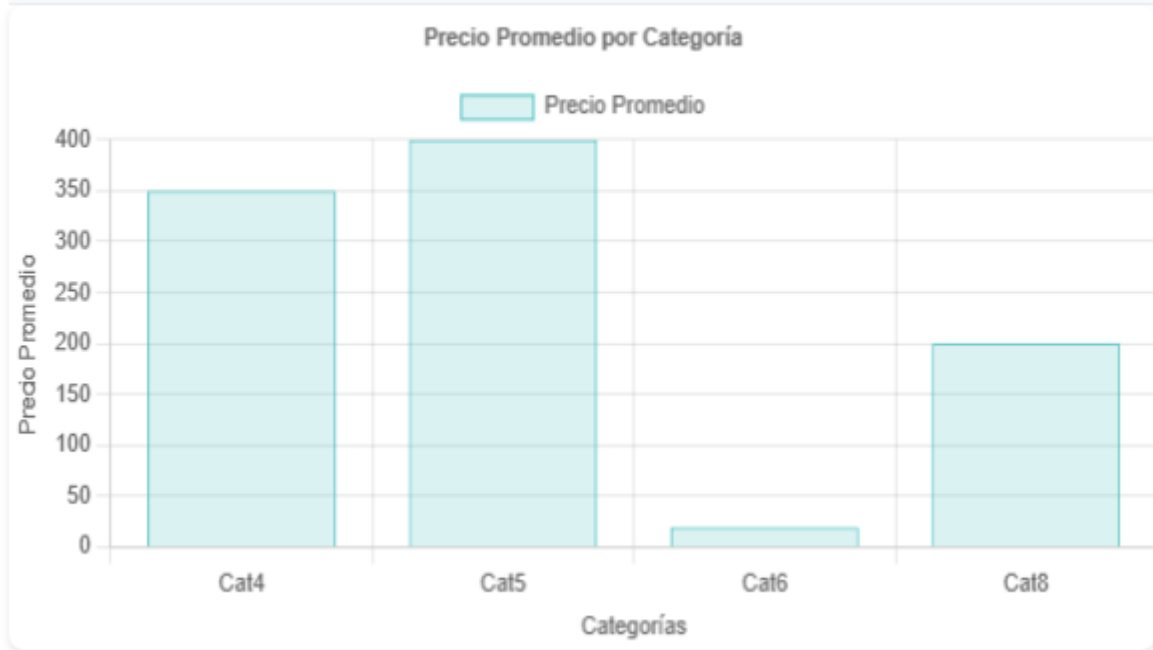 Precio Promedio por Categoría
Precio Promedio
400
350
300
250
200
150
100
50
0
Precio Promedio
Cat4 Cat5 Cat6 Cat8
Categorías